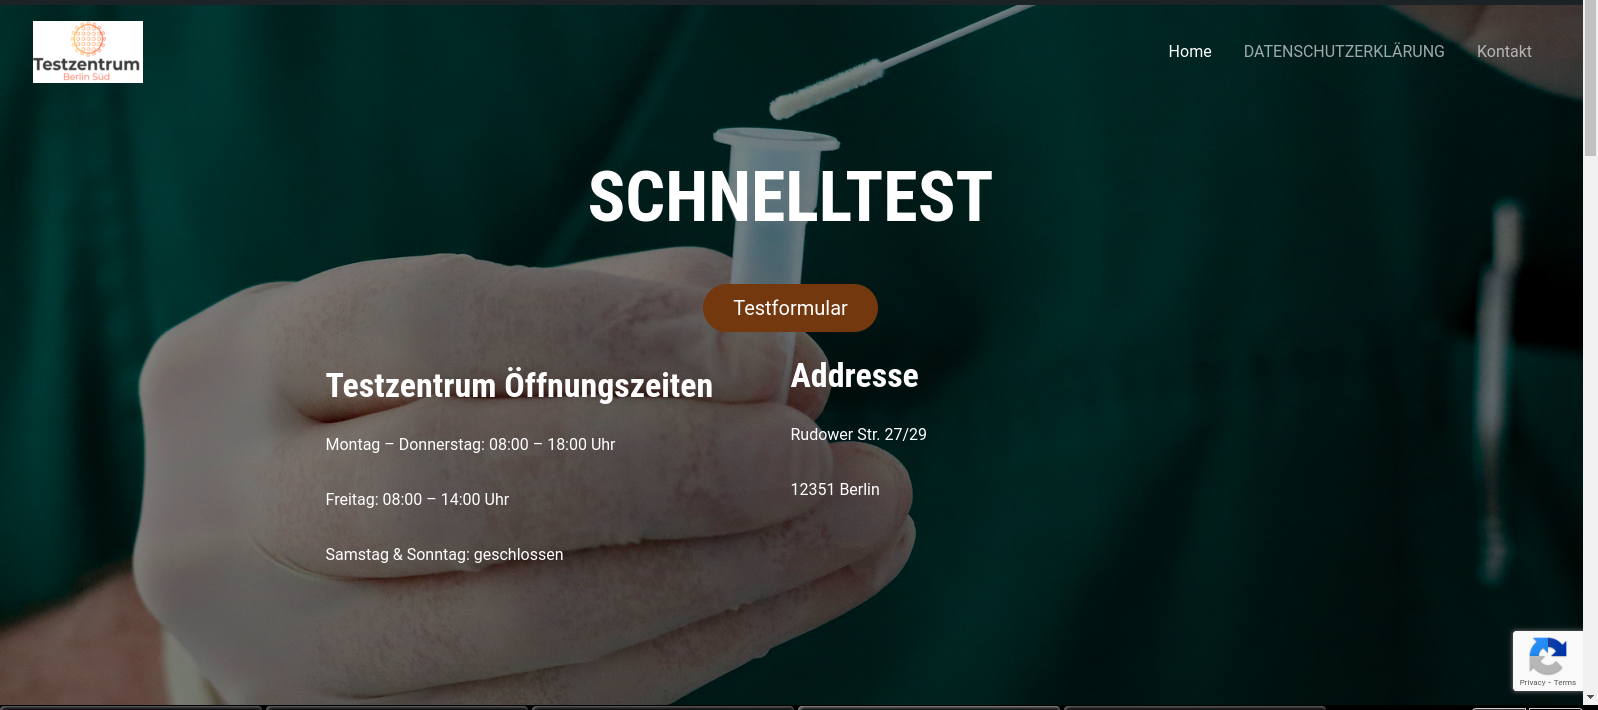 Testzentrum
Berlin Süd
Home
DATENSCHUTZERKLÄRUNG
Kontakt
SCHNELLTEST
Testformular
Testzentrum Öffnungszeiten
Montag – Donnerstag: 08:00 – 18:00 Uhr
Freitag: 08:00 – 14:00 Uhr
Samstag & Sonntag: geschlossen
Addresse
Rudower Str. 27/29
12351 Berlin
Privacy - Terms